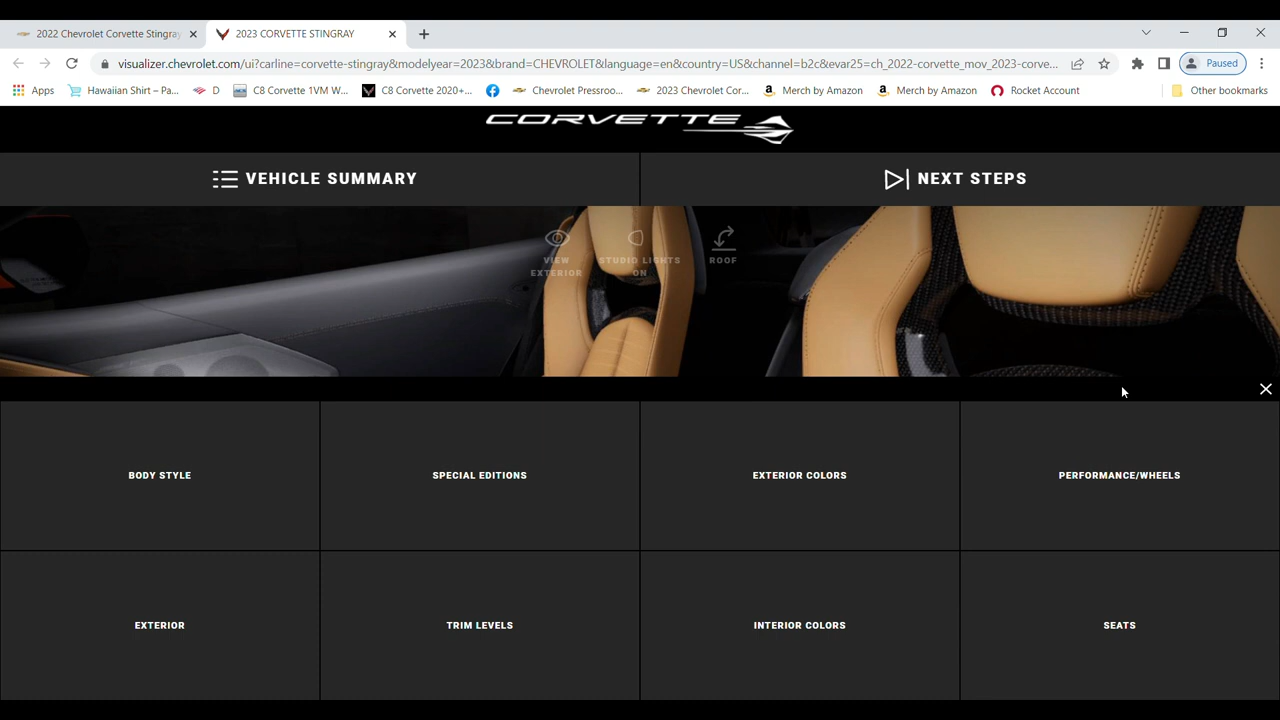 2022 Chevrolet Corvette Stingray
2023 CORVETTE STINGRAY
visualizer.chevrolet.com/ui?carline=corvette-stingray&modelyear=2023&brand=CHEVROLET&language=en&country=US&channel=b2c&evar25=ch_2022-corvette_mov_2023-corve...
Paused
Apps
Hawaiian Shirt – Pa...
D
C8 Corvette 1VM W...
C8 Corvette 2020+...
Chevrolet Pressroo...
2023 Chevrolet Cor...
Merch by Amazon
Merch by Amazon
Rocket Account
Other bookmarks
CORVETTE
VEHICLE SUMMARY
NEXT STEPS
VIEW
EXTERIOR
STUDIO LIGHTS
ON
ROOF
BODY STYLE
SPECIAL EDITIONS
EXTERIOR COLORS
PERFORMANCE/WHEELS
EXTERIOR
TRIM LEVELS
INTERIOR COLORS
SEATS